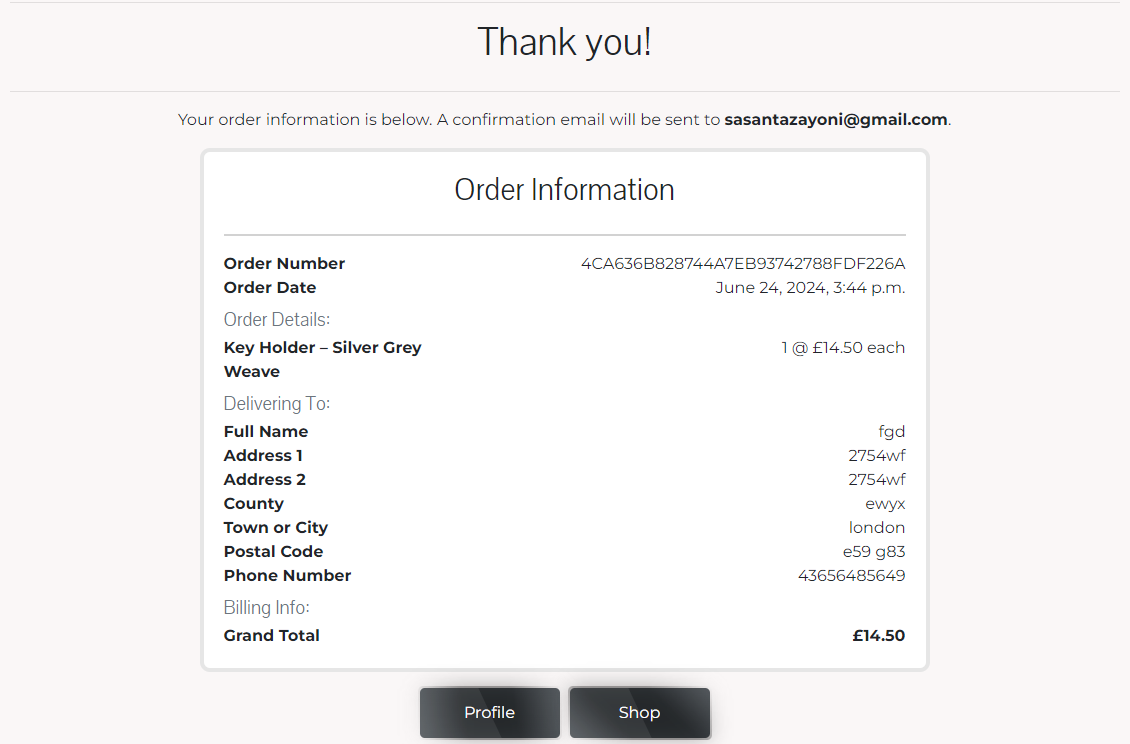 Thank you!
Your order information is below. A confirmation email will be sent to sasantazayoni@gmail.com.
Order Information
Order Number 4CA636B828744A7EB93742788FDF226A
Order Date June 24, 2024, 3:44 p.m.
Order Details:
Key Holder – Silver Grey 1 @ £14.50 each
Weave
Delivering To:
Full Name fgd
Address 1 2754wf
Address 2 2754wf
County ewyx
Town or City london
Postal Code e59 g83
Phone Number 43656485649
Billing Info:
Grand Total £14.50
Profile Shop